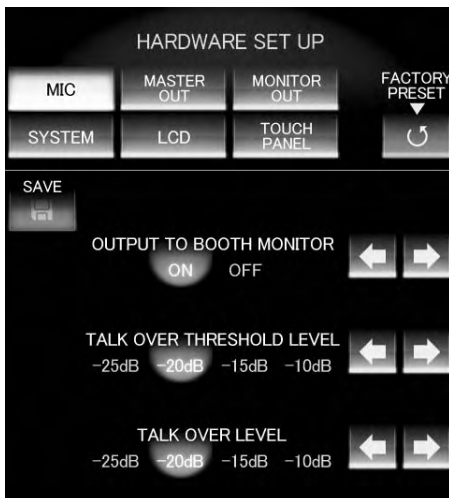 HARDWARE SET UP
MIC
MASTER
OUT
MONITOR
OUT
FACTORY
PRESET
SYSTEM
LCD
TOUCH
PANEL
SAVE
OUTPUT TO BOOTH MONITOR
ON OFF
TALK OVER THRESHOLD LEVEL
-25dB -20dB -15dB -10dB
TALK OVER LEVEL
-25dB -20dB -15dB -10dB